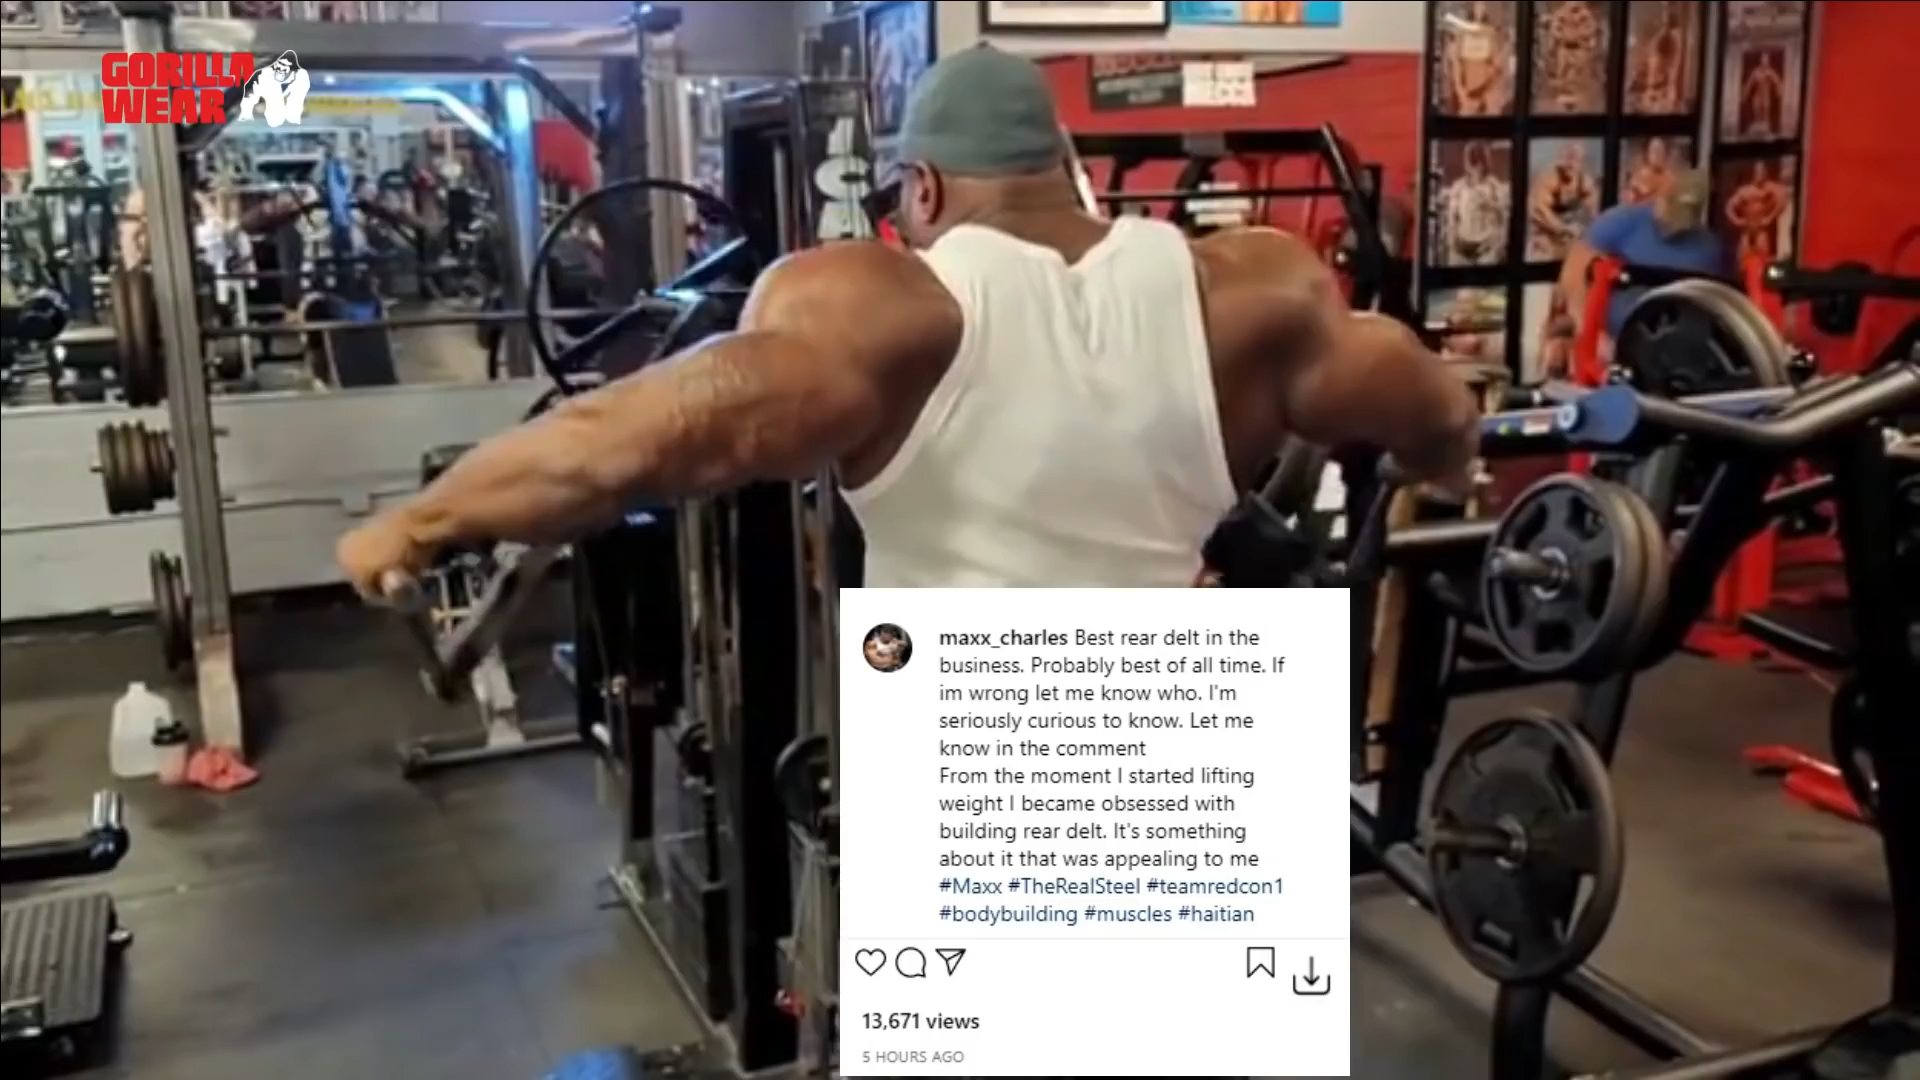 GORILLA
WEAR
maxx_charles Best rear delt in the
business. Probably best of all time. If
im wrong let me know who. I'm
seriously curious to know. Let me
know in the comment
From the moment I started lifting
weight I became obsessed with
building rear delt. It's something
about it that was appealing to me
#Maxx #TheRealSteel #teamredcon1
#bodybuilding #muscles #haitian
13,671 views
5 HOURS AGO